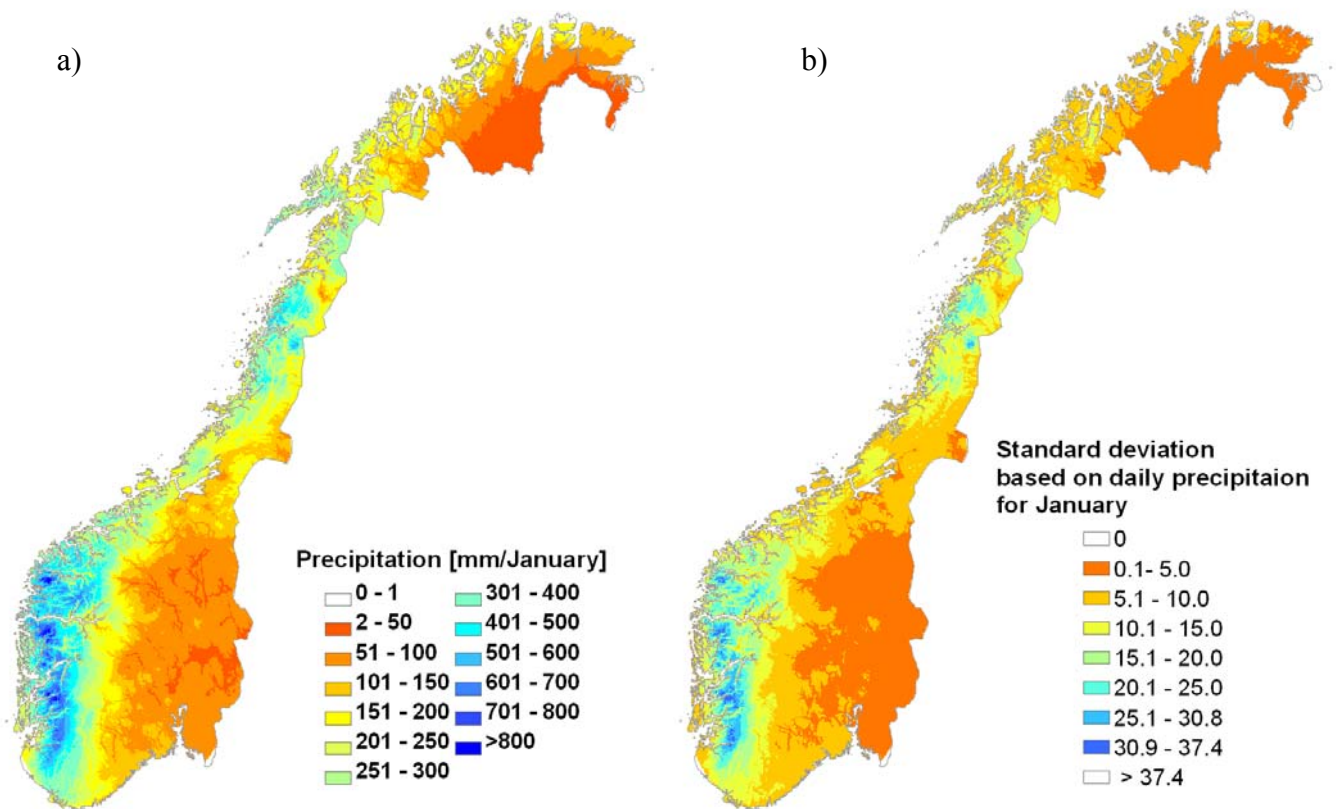 a)
b)
Precipitation [mm/January]
0 - 1
2 - 50
51 - 100
101 - 150
151 - 200
201 - 250
251 - 300
301 - 400
401 - 500
501 - 600
601 - 700
701 - 800
>800
Standard deviation
based on daily precipitaion
for January
0
0.1- 5.0
5.1 - 10.0
10.1 - 15.0
15.1 - 20.0
20.1 - 25.0
25.1 - 30.8
30.9 - 37.4
> 37.4